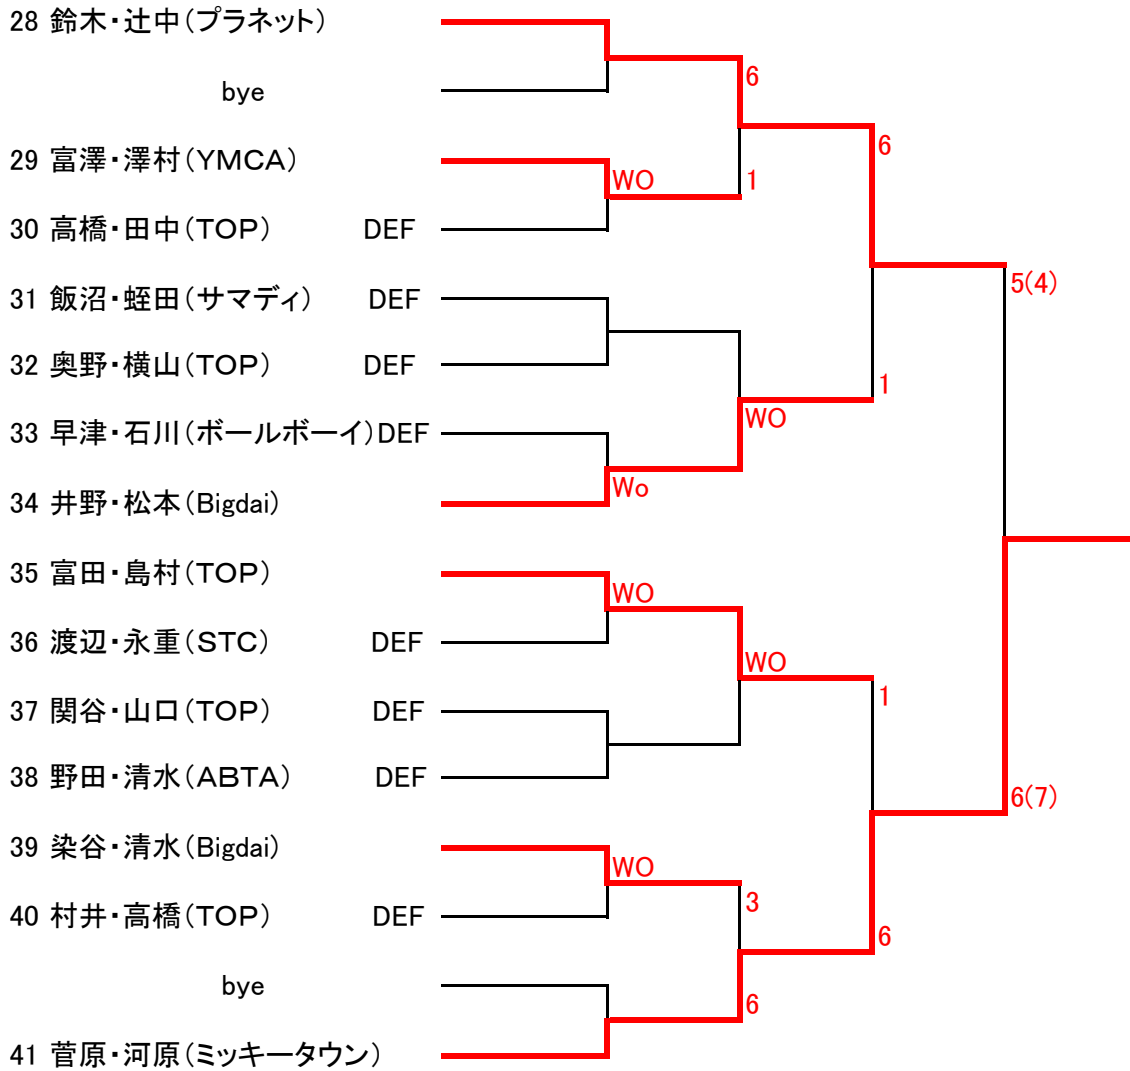 28 鈴木・辻中(プラネット)
6
bye
6
29 富澤・澤村(YMCA)
WO
1
30 高橋・田中(TOP) DEF
5(4)
31 飯沼・蛭田(サマディ) DEF
32 奥野・横山(TOP) DEF
1
WO
33 早津・石川(ボールボーイ)DEF
Wo
34 井野・松本(Bigdai)
35 富田・島村(TOP)
WO
36 渡辺・永重(STC) DEF
WO
1
37 関谷・山口(TOP) DEF
38 野田・清水(ABTA) DEF
6(7)
39 染谷・清水(Bigdai)
WO
3
40 村井・高橋(TOP) DEF
6
bye
6
41 菅原・河原(ミッキータウン)